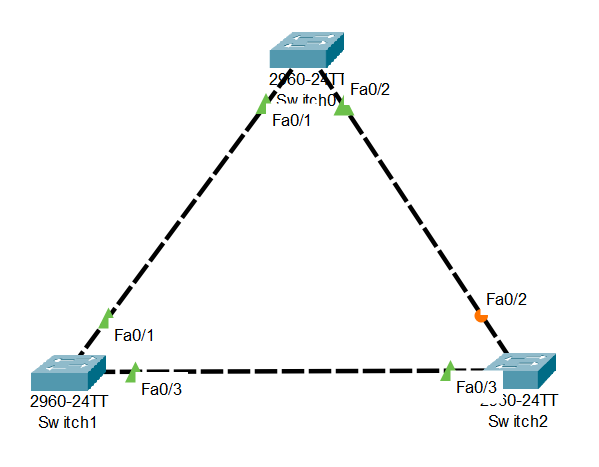 2960-24TT
Switch0
Fa0/2
Fa0/1
Fa0/2
Fa0/1
Fa0/3
Fa0/3
2960-24TT
Switch1
2960-24TT
Switch2